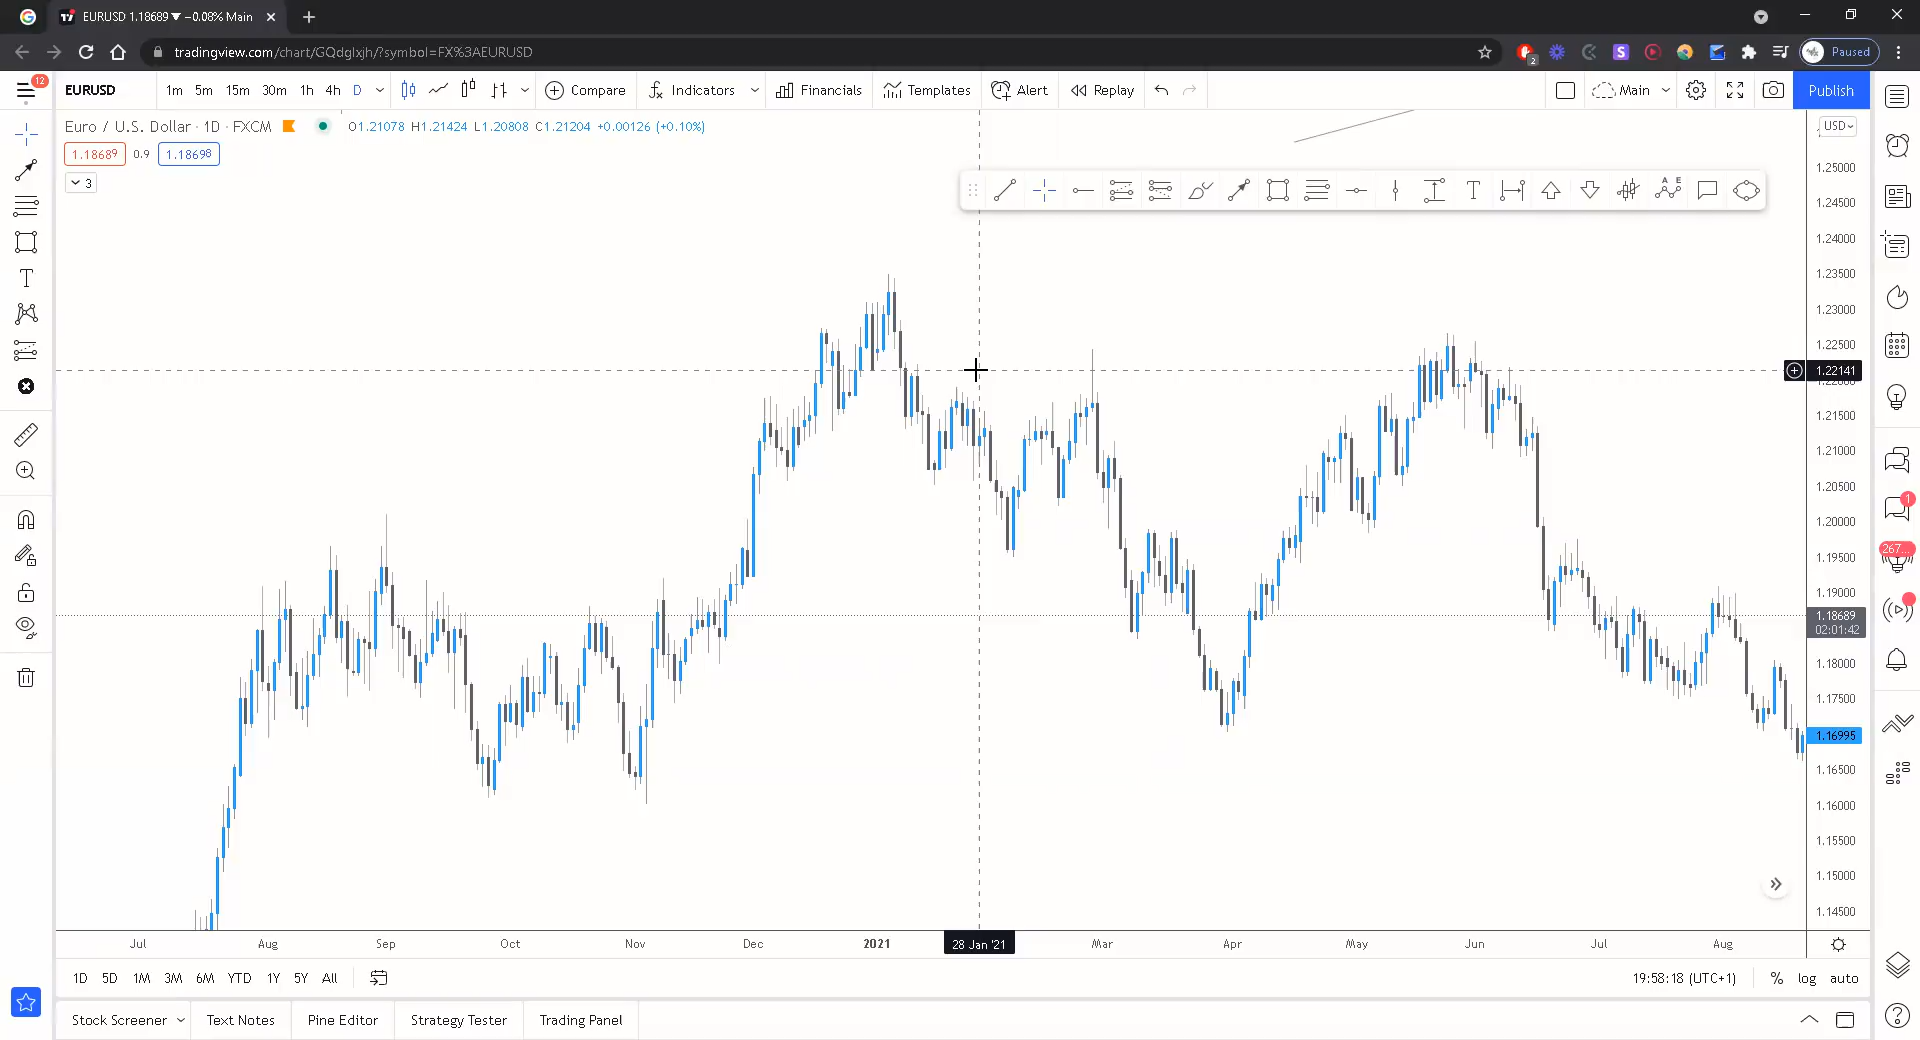 EURUSD 1.18689 ▼ −0.08% Main
tradingview.com/chart/GQdglxjh/?symbol=FX%3AEURUSD
2
Paused
12
EURUSD
1m 5m 15m 30m 1h 4h D
Compare
Indicators
Financials
Templates
Alert
Replay
Main
Publish
Euro / U.S. Dollar · 1D · FXCM
O1.21078 H1.21424 L1.20808 C1.21204 +0.00126 (+0.10%)
USD
1.18689 0.9 1.18698
3
T
A E
T
1.25000
1.24500
1.24000
1.23500
1.23000
1.22500
1.22141
1.21500
1.21000
1.20500
1.20000
1.19500
1.19000
1.18689
02:01:42
1.18000
1.17500
1.16995
1.16500
1.16000
1.15500
1.15000
1.14500
1
267...
Jul Aug Sep Oct Nov Dec 2021 28 Jan '21 Mar Apr May Jun Jul Aug
1D 5D 1M 3M 6M YTD 1Y 5Y All
19:58:18 (UTC+1) % log auto
Stock Screener Text Notes Pine Editor Strategy Tester Trading Panel